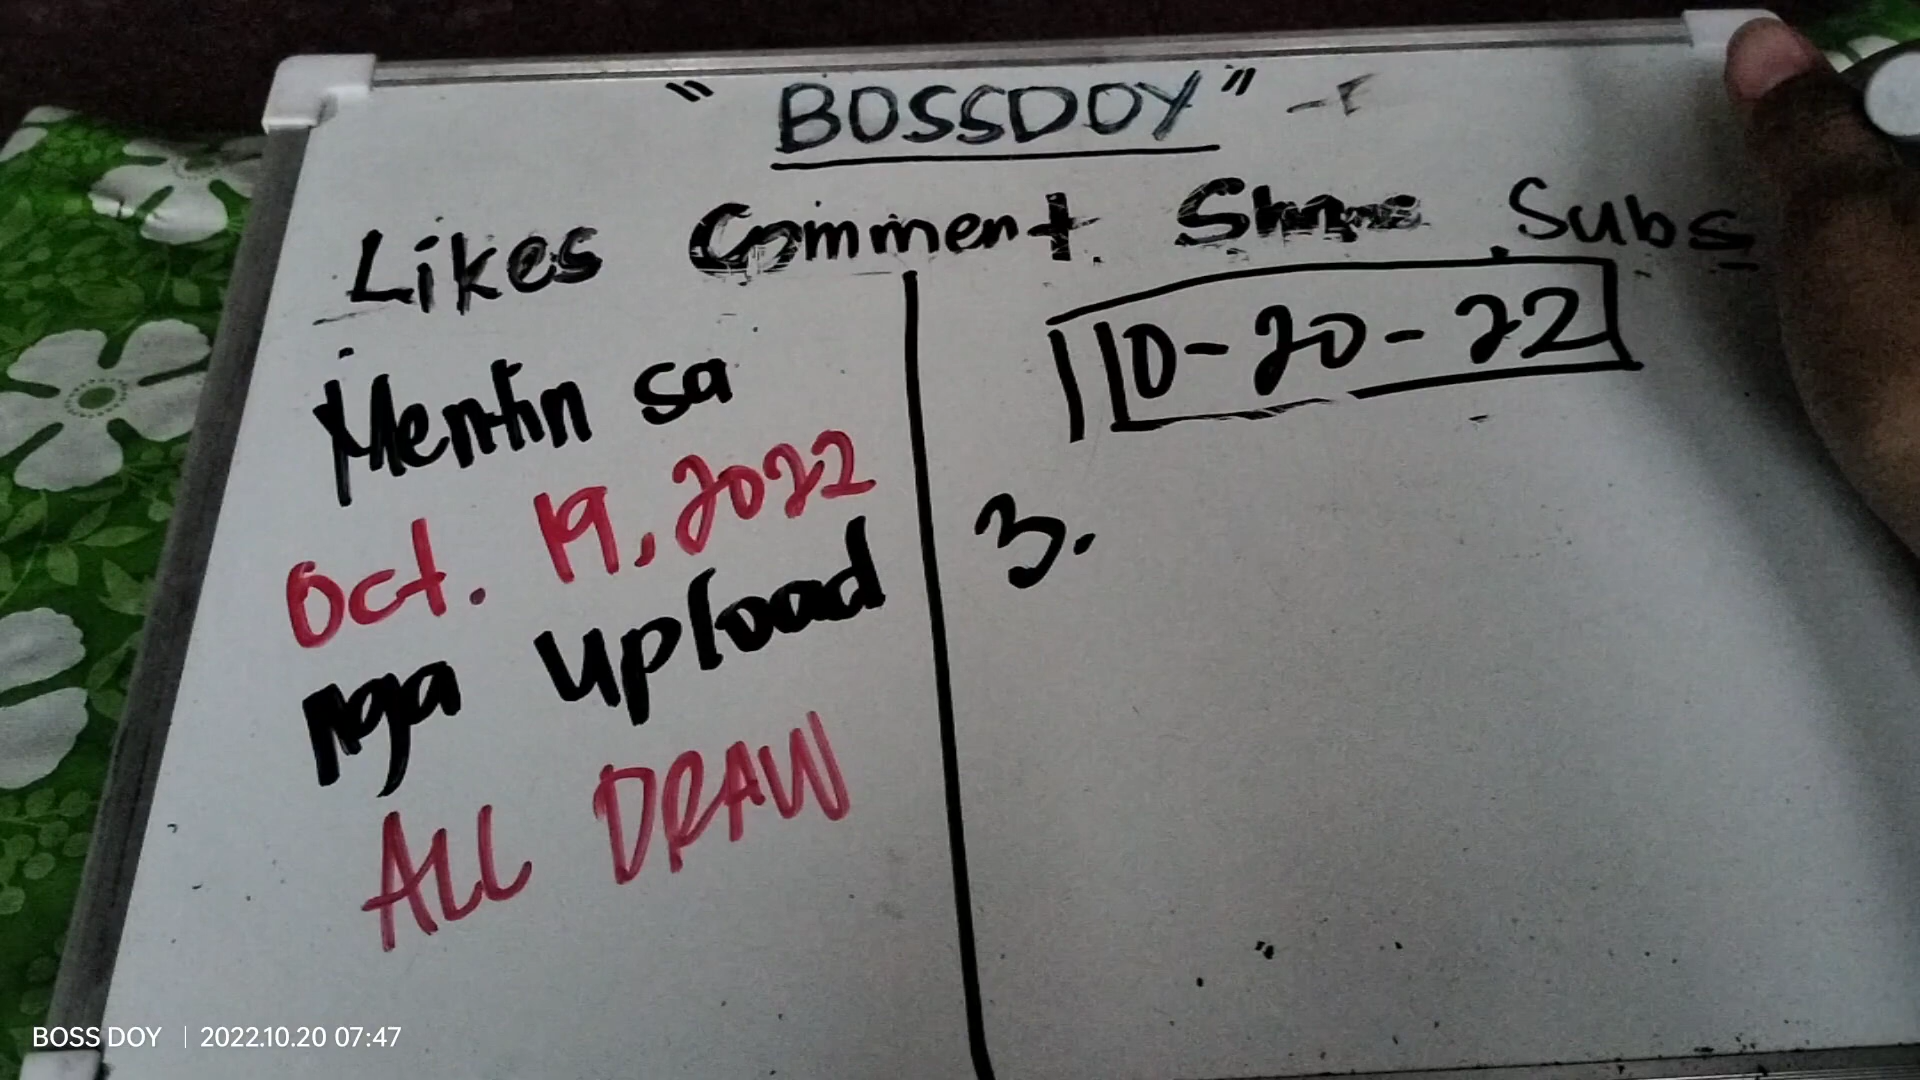 "BOSSDOY"
Likes Comment Share Subs
Mentin sa
Oct. 19, 2022
nga upload
ALL DRAW
10-20-22
3.
BOSS DOY | 2022.10.20 07:47